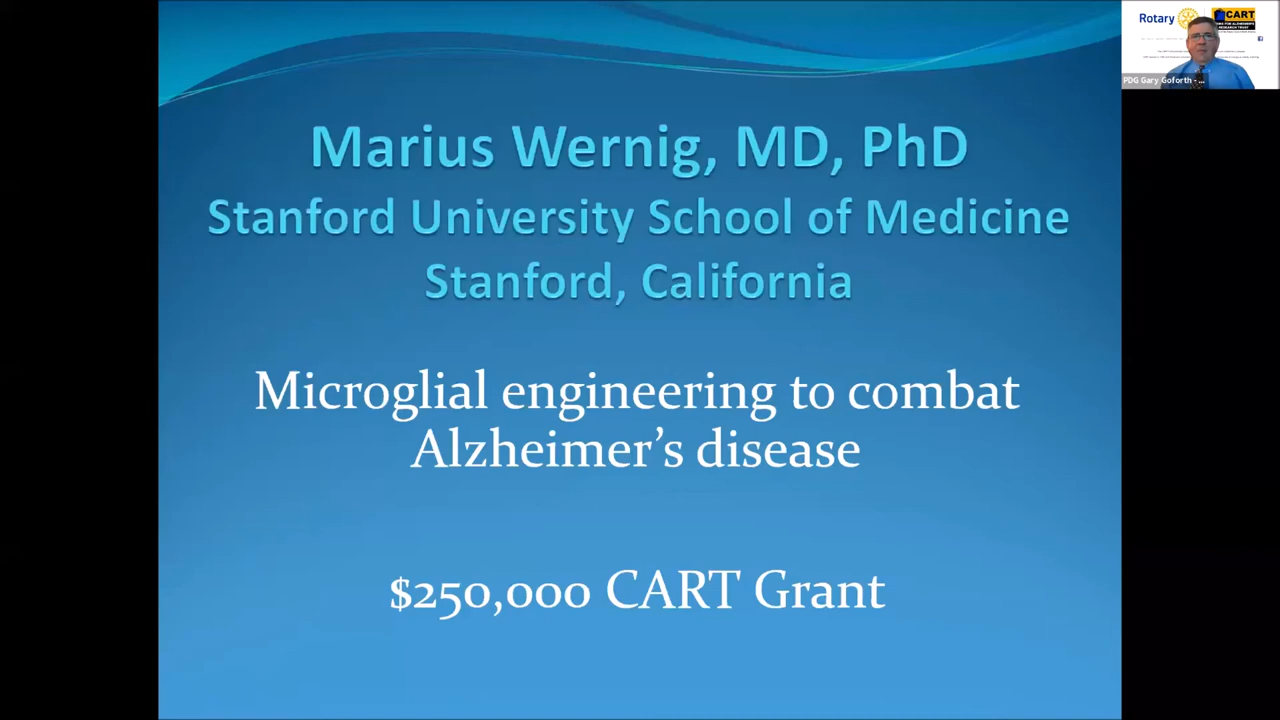 Marius Wernig, MD, PhD
Stanford University School of Medicine
Stanford, California
Microglial engineering to combat
Alzheimer's disease
$250,000 CART Grant
Rotary
CART
PDG Gary Goforth - ...